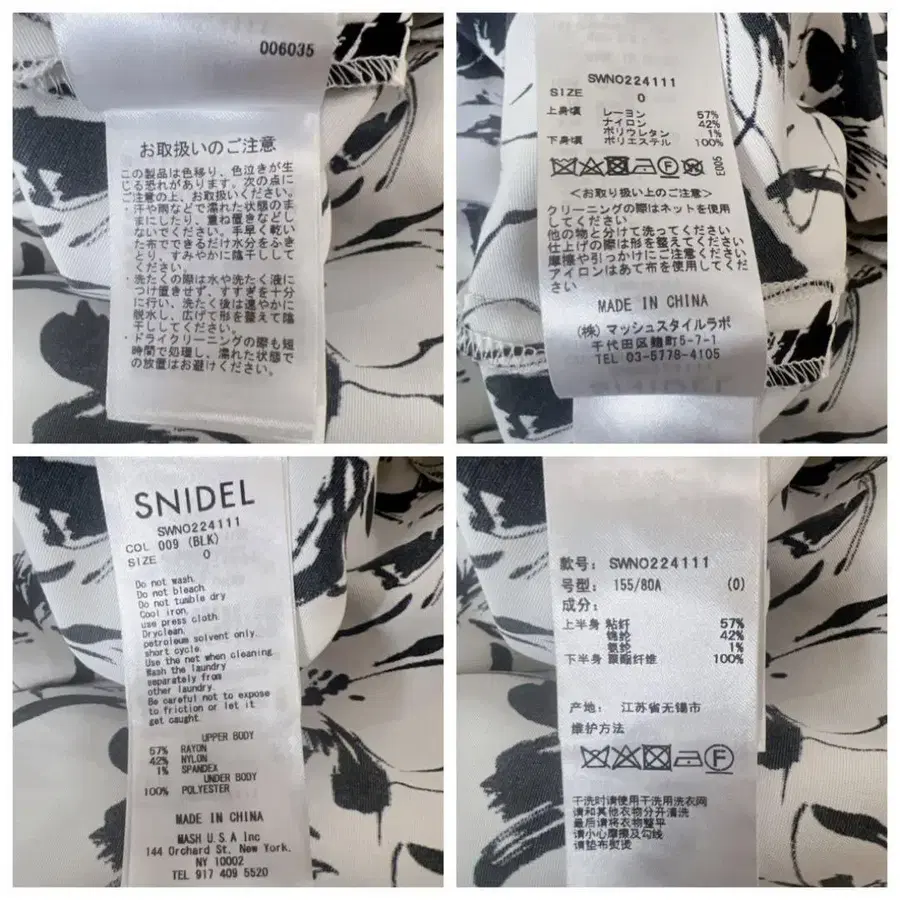 006035
お取扱いのご注意
この製品は色移り、色泣きが生
じる恐れがあります。次の点に
ご注意の上、お取扱いください。
・汗や雨などで濡れた状態のま
まにしたり、重ね着きなどし
ないでください。手早く乾い
た布でできるだけ水分をふき
とり、すみやかに陰干しして
ください。
・洗たくの際は水や洗たく液に
つけ置きせず、すすぎを十分
に行い、洗たく後は速やかに
脱水し、広げて形を整えて陰
干ししてください。
・ドライクリーニングの際も短
時間で処理し、濡れた状態で
の放置はお避けください。
SWNO224111
SIZE 0
上身頃 レーヨン 57%
ナイロン 42%
ポリウレタン 1%
下身頃 ポリエステル 100%
E005
<お取り扱い上のご注意>
クリーニングの際はネットを使用
してください
他の物と分けて洗ってください
仕上げの際は形を整えてください
摩擦や引っかけにご注意ください
アイロンはあて布を使用してくだ
さい
MADE IN CHINA
(株)マッシュスタイルラボ
千代田区麹町5-7-1
TEL 03-5778-4105
SNIDEL
SNIDEL
SWNO224111
COL 009 (BLK)
SIZE 0
Do not wash.
Do not bleach.
Do not tumble dry
Cool iron,
use press cloth.
Dryclean,
petroleum solvent only.
short cycle.
Use the net when cleaning
Wash the laundry
separately from
other laundry.
Be careful not to expose
to friction or let it
get caught.
UPPER BODY
57% RAYON
42% NYLON
1% SPANDEX
UNDER BODY
100% POLYESTER
MADE IN CHINA
MASH U.S.A Inc
144 Orchard St, New York.
NY 10002
TEL 917 409 5520
款号: SWNO224111
号型: 155/80A (0)
成分:
上半身 粘纤 57%
锦纶 42%
氨纶 1%
下半身 聚酯纤维 100%
产地: 江苏省无锡市
维护方法
F
干洗时请使用干洗用洗衣网
请和其他衣物分开清洗
最后请将衣物整平
请小心摩擦及勾线
请垫布熨烫